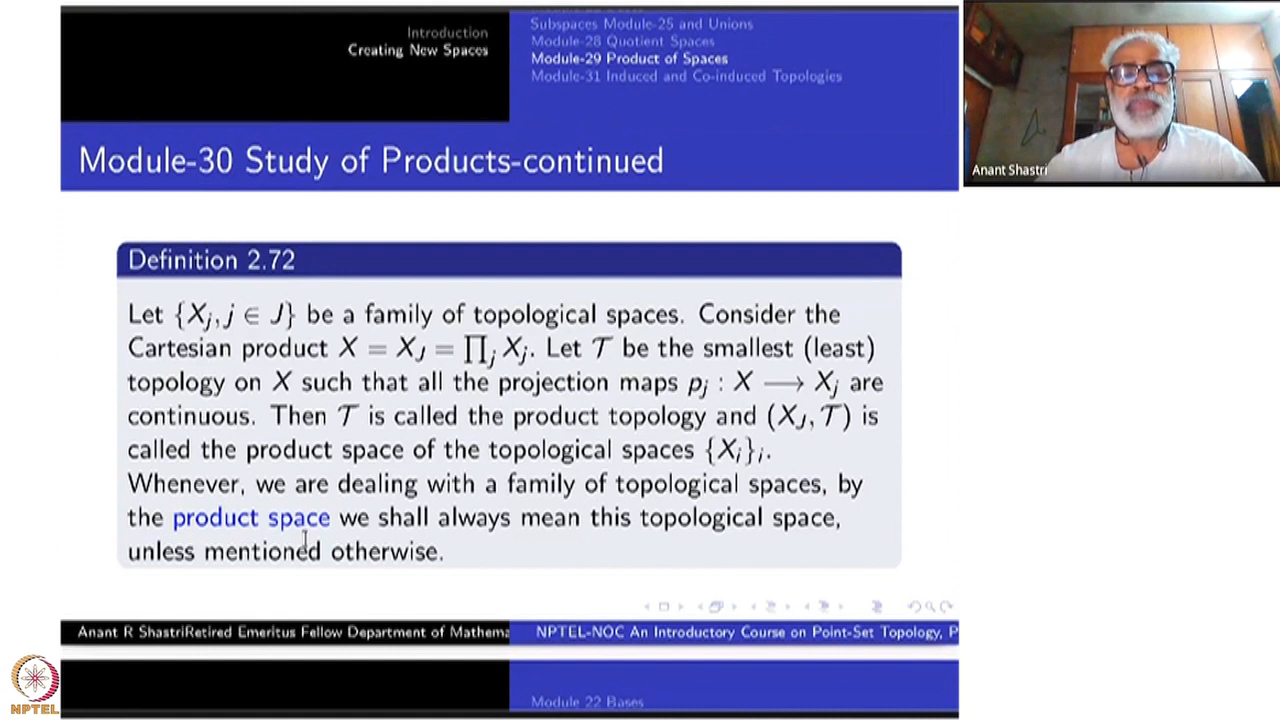 Introduction
Creating New Spaces
Subspaces Module-25 and Unions
Module-28 Quotient Spaces
Module-29 Product of Spaces
Module-31 Induced and Co-induced Topologies
Module-30 Study of Products-continued
Anant Shastri
Definition 2.72
Let {X_j, j ∈ J} be a family of topological spaces. Consider the
Cartesian product X = X_J = ∏_j X_j. Let 𝒯 be the smallest (least)
topology on X such that all the projection maps p_j : X ⟶ X_j are
continuous. Then 𝒯 is called the product topology and (X_J, 𝒯) is
called the product space of the topological spaces {X_i}_i.
Whenever, we are dealing with a family of topological spaces, by
the product space we shall always mean this topological space,
unless mentioned otherwise.
Anant R ShastriRetired Emeritus Fellow Department of Mathema
NPTEL-NOC An Introductory Course on Point-Set Topology, P
Module 22 Bases
NPTEL